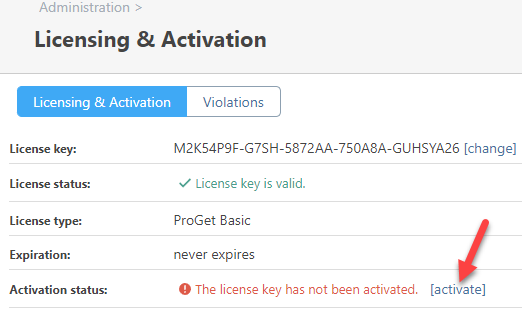 Administration >
Licensing & Activation
Licensing & Activation Violations
License key: M2K54P9F-G7SH-5872AA-750A8A-GUHSYA26 [change]
License status: License key is valid.
License type: ProGet Basic
Expiration: never expires
Activation status: The license key has not been activated. [activate]